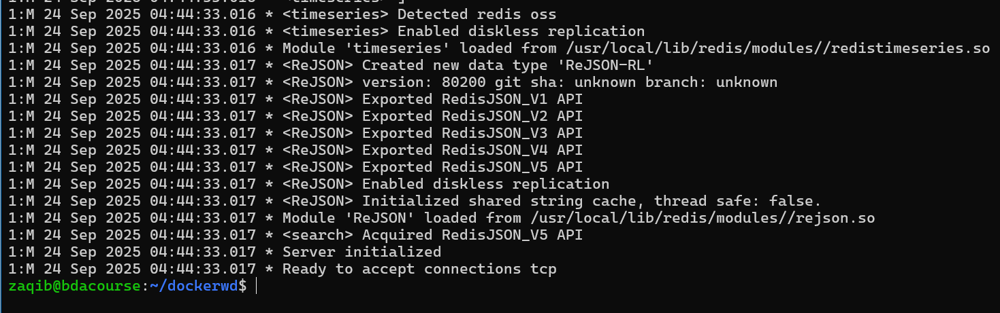 1:M 24 Sep 2025 04:44:33.016 * <timeseries> ]
1:M 24 Sep 2025 04:44:33.016 * <timeseries> Detected redis oss
1:M 24 Sep 2025 04:44:33.016 * <timeseries> Enabled diskless replication
1:M 24 Sep 2025 04:44:33.016 * Module 'timeseries' loaded from /usr/local/lib/redis/modules//redistimeseries.so
1:M 24 Sep 2025 04:44:33.017 * <ReJSON> Created new data type 'ReJSON-RL'
1:M 24 Sep 2025 04:44:33.017 * <ReJSON> version: 80200 git sha: unknown branch: unknown
1:M 24 Sep 2025 04:44:33.017 * <ReJSON> Exported RedisJSON_V1 API
1:M 24 Sep 2025 04:44:33.017 * <ReJSON> Exported RedisJSON_V2 API
1:M 24 Sep 2025 04:44:33.017 * <ReJSON> Exported RedisJSON_V3 API
1:M 24 Sep 2025 04:44:33.017 * <ReJSON> Exported RedisJSON_V4 API
1:M 24 Sep 2025 04:44:33.017 * <ReJSON> Exported RedisJSON_V5 API
1:M 24 Sep 2025 04:44:33.017 * <ReJSON> Enabled diskless replication
1:M 24 Sep 2025 04:44:33.017 * <ReJSON> Initialized shared string cache, thread safe: false.
1:M 24 Sep 2025 04:44:33.017 * Module 'ReJSON' loaded from /usr/local/lib/redis/modules//rejson.so
1:M 24 Sep 2025 04:44:33.017 * <search> Acquired RedisJSON_V5 API
1:M 24 Sep 2025 04:44:33.017 * Server initialized
1:M 24 Sep 2025 04:44:33.017 * Ready to accept connections tcp
zaqib@bdacourse:~/dockerwd$